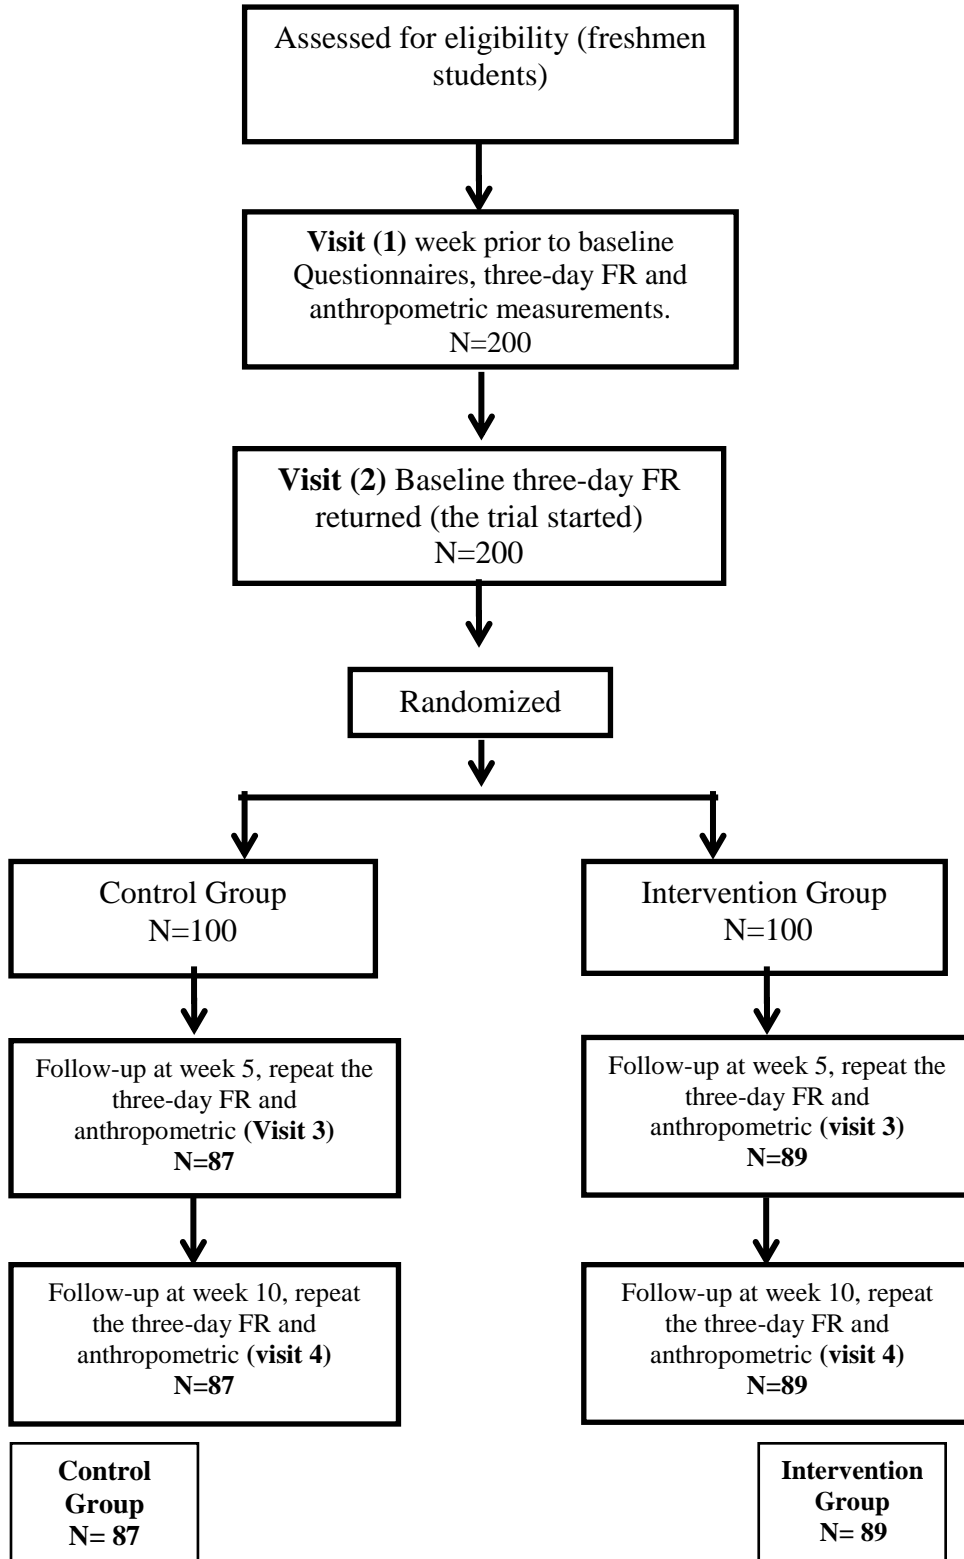 Assessed for eligibility (freshmen
students)
Visit (1) week prior to baseline
Questionnaires, three-day FR and
anthropometric measurements.
N=200
Visit (2) Baseline three-day FR
returned (the trial started)
N=200
Randomized
Control Group
N=100
Intervention Group
N=100
Follow-up at week 5, repeat the
three-day FR and
anthropometric (Visit 3)
N=87
Follow-up at week 5, repeat the
three-day FR and
anthropometric (visit 3)
N=89
Follow-up at week 10, repeat
the three-day FR and
anthropometric (visit 4)
N=87
Follow-up at week 10, repeat
the three-day FR and
anthropometric (visit 4)
N=89
Control
Group
N= 87
Intervention
Group
N= 89